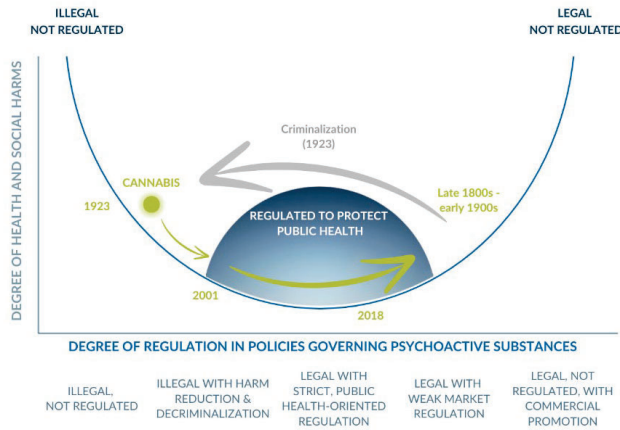 ILLEGAL
NOT REGULATED
LEGAL
NOT REGULATED
DEGREE OF HEALTH AND SOCIAL HARMS
Criminalization
(1923)
CANNABIS
1923
Late 1800s -
early 1900s
REGULATED TO PROTECT
PUBLIC HEALTH
2001
2018
DEGREE OF REGULATION IN POLICIES GOVERNING PSYCHOACTIVE SUBSTANCES
ILLEGAL,
NOT REGULATED
ILLEGAL WITH HARM
REDUCTION &
DECRIMINALIZATION
LEGAL WITH
STRICT, PUBLIC
HEALTH-ORIENTED
REGULATION
LEGAL WITH
WEAK MARKET
REGULATION
LEGAL, NOT
REGULATED, WITH
COMMERCIAL
PROMOTION